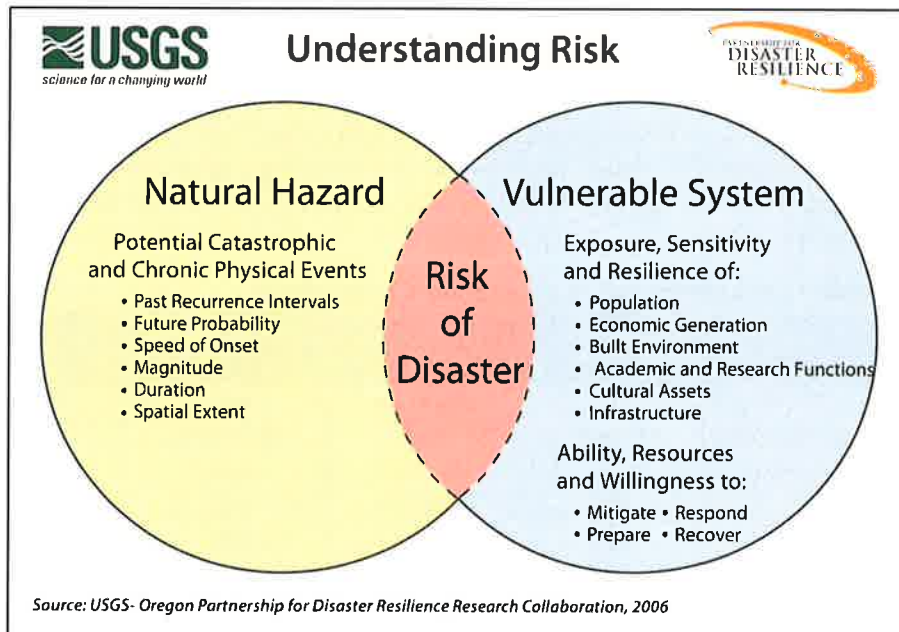 USGS
science for a changing world
Understanding Risk
PARTNERSHIP FOR
DISASTER
RESILIENCE
Natural Hazard
Potential Catastrophic
and Chronic Physical Events
• Past Recurrence Intervals
• Future Probability
• Speed of Onset
• Magnitude
• Duration
• Spatial Extent
Risk
of
Disaster
Vulnerable System
Exposure, Sensitivity
and Resilience of:
• Population
• Economic Generation
• Built Environment
• Academic and Research Functions
• Cultural Assets
• Infrastructure
Ability, Resources
and Willingness to:
• Mitigate • Respond
• Prepare • Recover
Source: USGS- Oregon Partnership for Disaster Resilience Research Collaboration, 2006